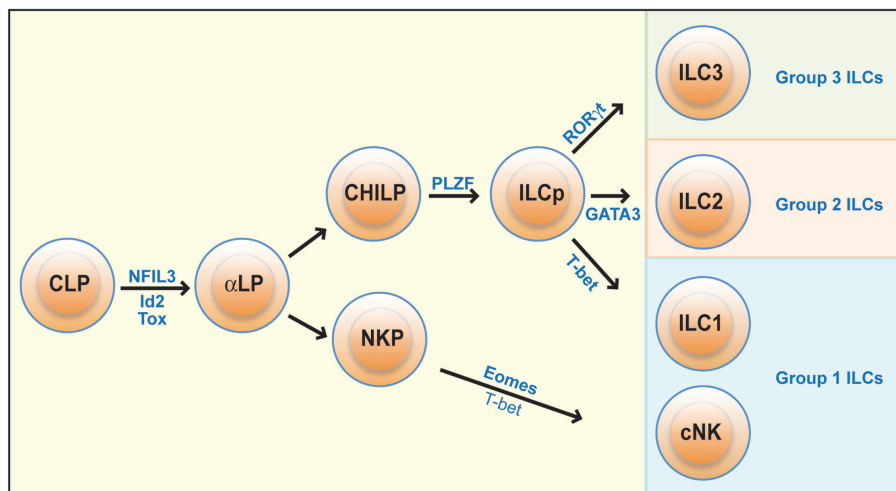 CLP
NFIL3
Id2
Tox
αLP
CHILP
PLZF
ILCp
RORγt
GATA3
T-bet
NKP
Eomes
T-bet
ILC3
Group 3 ILCs
ILC2
Group 2 ILCs
ILC1
Group 1 ILCs
cNK